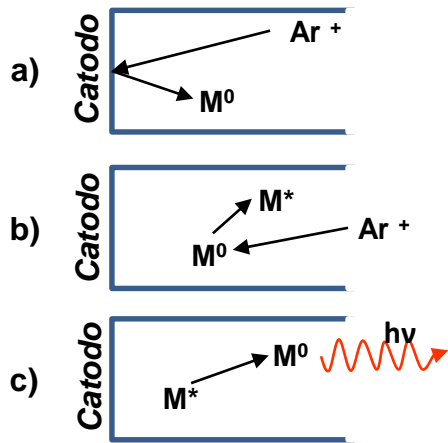 a)
Catodo
Ar +
M⁰
b)
Catodo
M*
M⁰
Ar +
c)
Catodo
M*
M⁰
hν